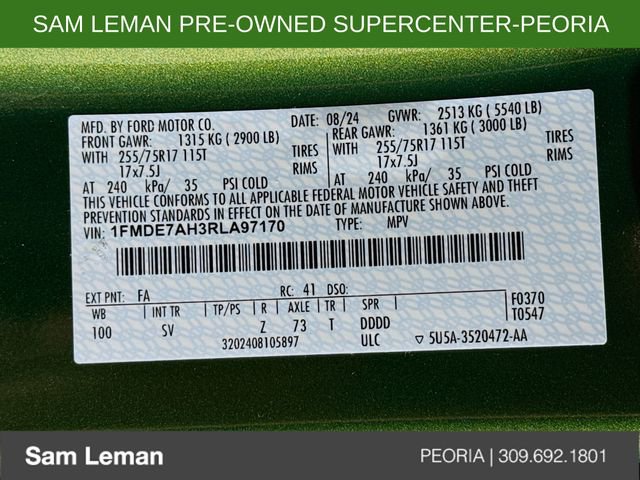 SAM LEMAN PRE-OWNED SUPERCENTER-PEORIA
MFD. BY FORD MOTOR CO. DATE: 08/24 GVWR: 2513 KG ( 5540 LB)
FRONT GAWR: 1315 KG ( 2900 LB) REAR GAWR: 1361 KG ( 3000 LB)
WITH 255/75R17 115T TIRES WITH 255/75R17 115T TIRES
17x7.5J RIMS 17x7.5J RIMS
AT 240 kPa/ 35 PSI COLD AT 240 kPa/ 35 PSI COLD
THIS VEHICLE CONFORMS TO ALL APPLICABLE FEDERAL MOTOR VEHICLE SAFETY AND THEFT
PREVENTION STANDARDS IN EFFECT ON THE DATE OF MANUFACTURE SHOWN ABOVE.
VIN: 1FMDE7AH3RLA97170 TYPE: MPV
EXT PNT: FA RC: 41 DSO: F0370
WB INT TR TP/PS R AXLE TR SPR T0547
100 SV Z 73 T DDDD
3202408105897 ULC ▽ 5U5A-3520472-AA
Sam Leman PEORIA | 309.692.1801